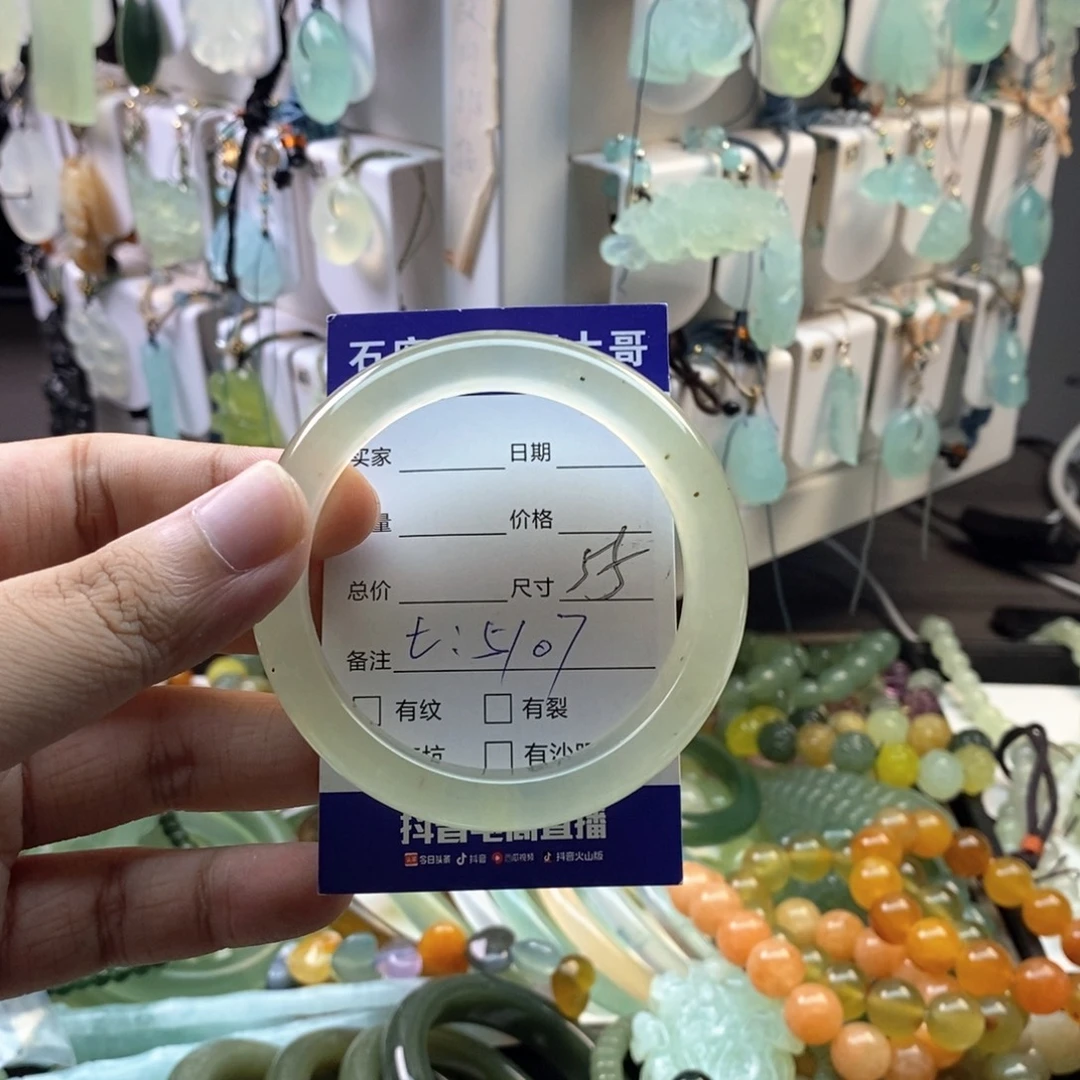 石 大哥
买家 日期
量 价格
总价 尺寸 55
备注 t:5107
有纹 有裂
坑 有沙
抖音电商直播
今日头条 抖音 西瓜视频 抖音火山版